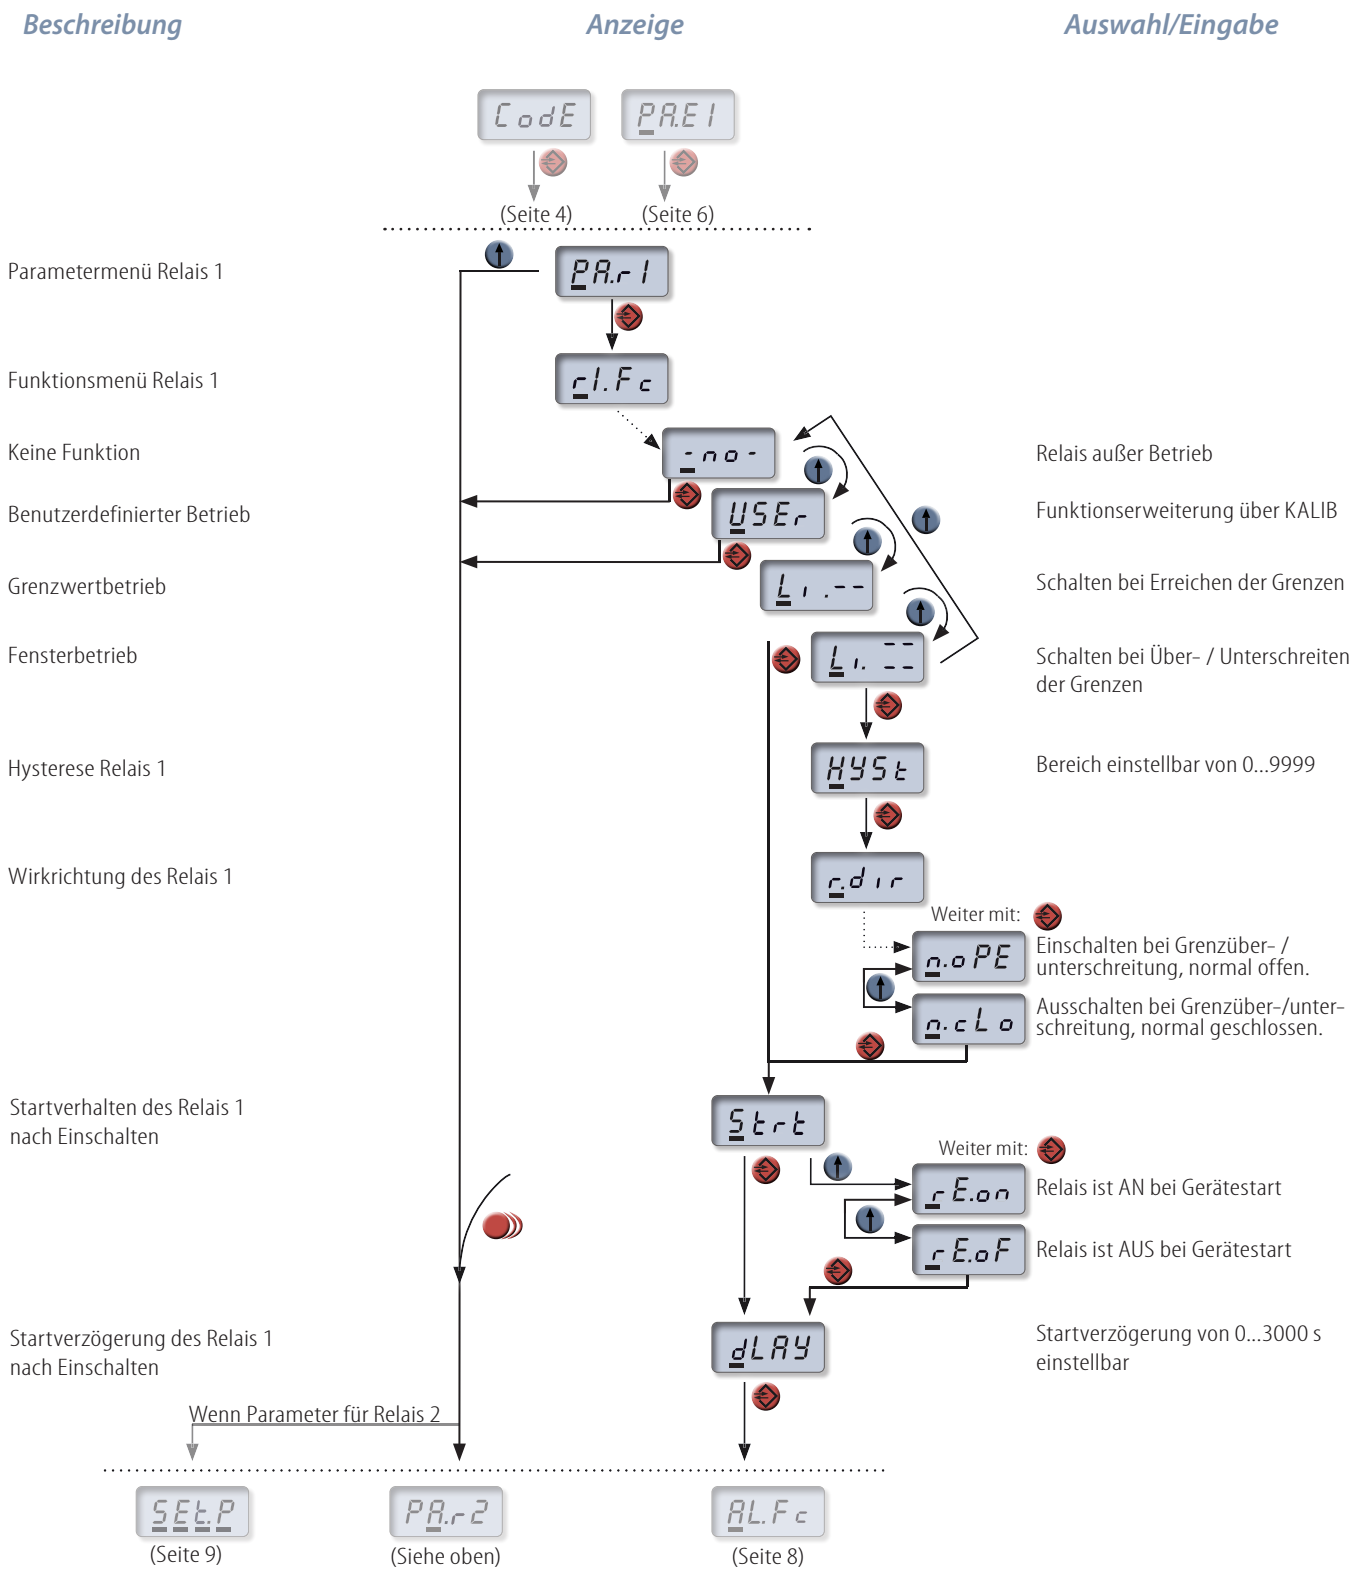 Beschreibung Anzeige Auswahl/Eingabe
CodE PA.E1
(Seite 4) (Seite 6)
Parametermenü Relais 1 PA.r1
Funktionsmenü Relais 1 r1.Fc
Keine Funktion -no- Relais außer Betrieb
Benutzerdefinierter Betrieb USEr Funktionserweiterung über KALIB
Grenzwertbetrieb Li.-- Schalten bei Erreichen der Grenzen
Fensterbetrieb Li. == Schalten bei Über- / Unterschreiten
der Grenzen
Hysterese Relais 1 HYSt Bereich einstellbar von 0...9999
Wirkrichtung des Relais 1 r.dir
Weiter mit:
n.oPE Einschalten bei Grenzüber- /
unterschreitung, normal offen.
n.cLo Ausschalten bei Grenzüber-/unter-
schreitung, normal geschlossen.
Startverhalten des Relais 1 Strt
nach Einschalten
Weiter mit:
rE.on Relais ist AN bei Gerätestart
rE.oF Relais ist AUS bei Gerätestart
Startverzögerung des Relais 1 dLAY Startverzögerung von 0...3000 s
nach Einschalten einstellbar
Wenn Parameter für Relais 2
SEt.P PA.r2 AL.Fc
(Seite 9) (Siehe oben) (Seite 8)